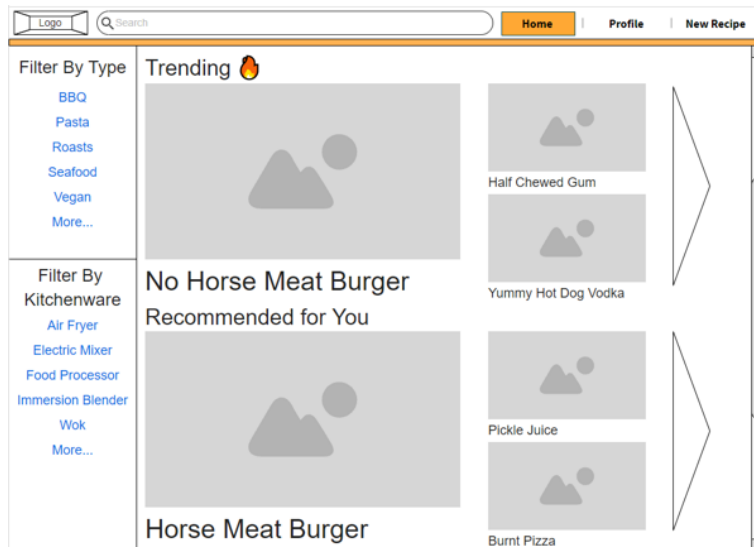 Logo
Search
Home
Profile
New Recipe
Filter By Type
BBQ
Pasta
Roasts
Seafood
Vegan
More...
Filter By
Kitchenware
Air Fryer
Electric Mixer
Food Processor
Immersion Blender
Wok
More...
Trending 🔥
No Horse Meat Burger
Half Chewed Gum
Yummy Hot Dog Vodka
Recommended for You
Horse Meat Burger
Pickle Juice
Burnt Pizza